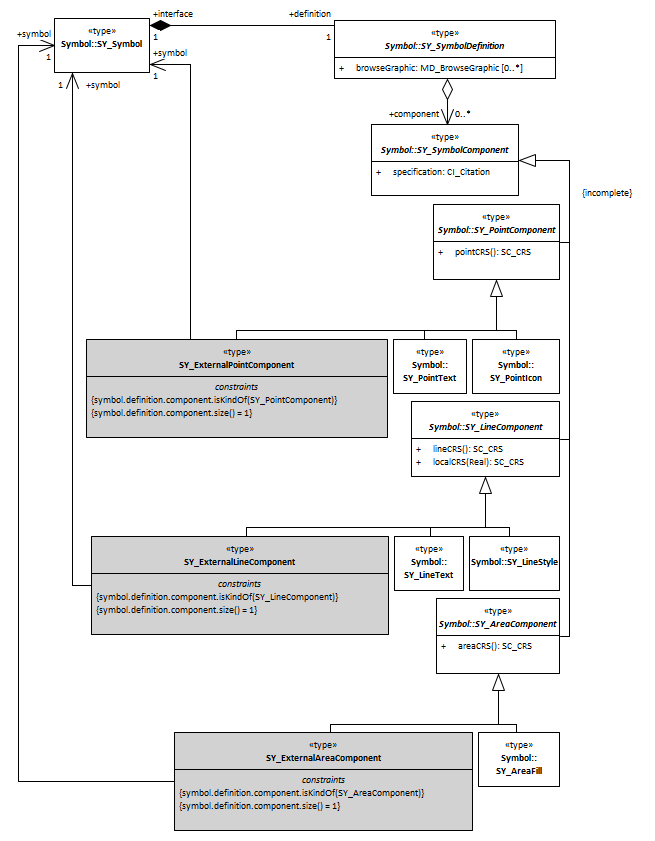 +symbol
«type»
Symbol::SY_Symbol
+interface
+definition
1
1
«type»
Symbol::SY_SymbolDefinition
+ browseGraphic: MD_BrowseGraphic [0..*]
1
+symbol
1
1
+symbol
+component
0..*
«type»
Symbol::SY_SymbolComponent
+ specification: CI_Citation
{incomplete}
«type»
Symbol::SY_PointComponent
+ pointCRS(): SC_CRS
«type»
SY_ExternalPointComponent
constraints
{symbol.definition.component.isKindOf(SY_PointComponent)}
{symbol.definition.component.size() = 1}
«type»
Symbol::
SY_PointText
«type»
Symbol::
SY_PointIcon
«type»
Symbol::SY_LineComponent
+ lineCRS(): SC_CRS
+ localCRS(Real): SC_CRS
«type»
SY_ExternalLineComponent
constraints
{symbol.definition.component.isKindOf(SY_LineComponent)}
{symbol.definition.component.size() = 1}
«type»
Symbol::
SY_LineText
«type»
Symbol::SY_LineStyle
«type»
Symbol::SY_AreaComponent
+ areaCRS(): SC_CRS
«type»
SY_ExternalAreaComponent
constraints
{symbol.definition.component.isKindOf(SY_AreaComponent)}
{symbol.definition.component.size() = 1}
«type»
Symbol::
SY_AreaFill